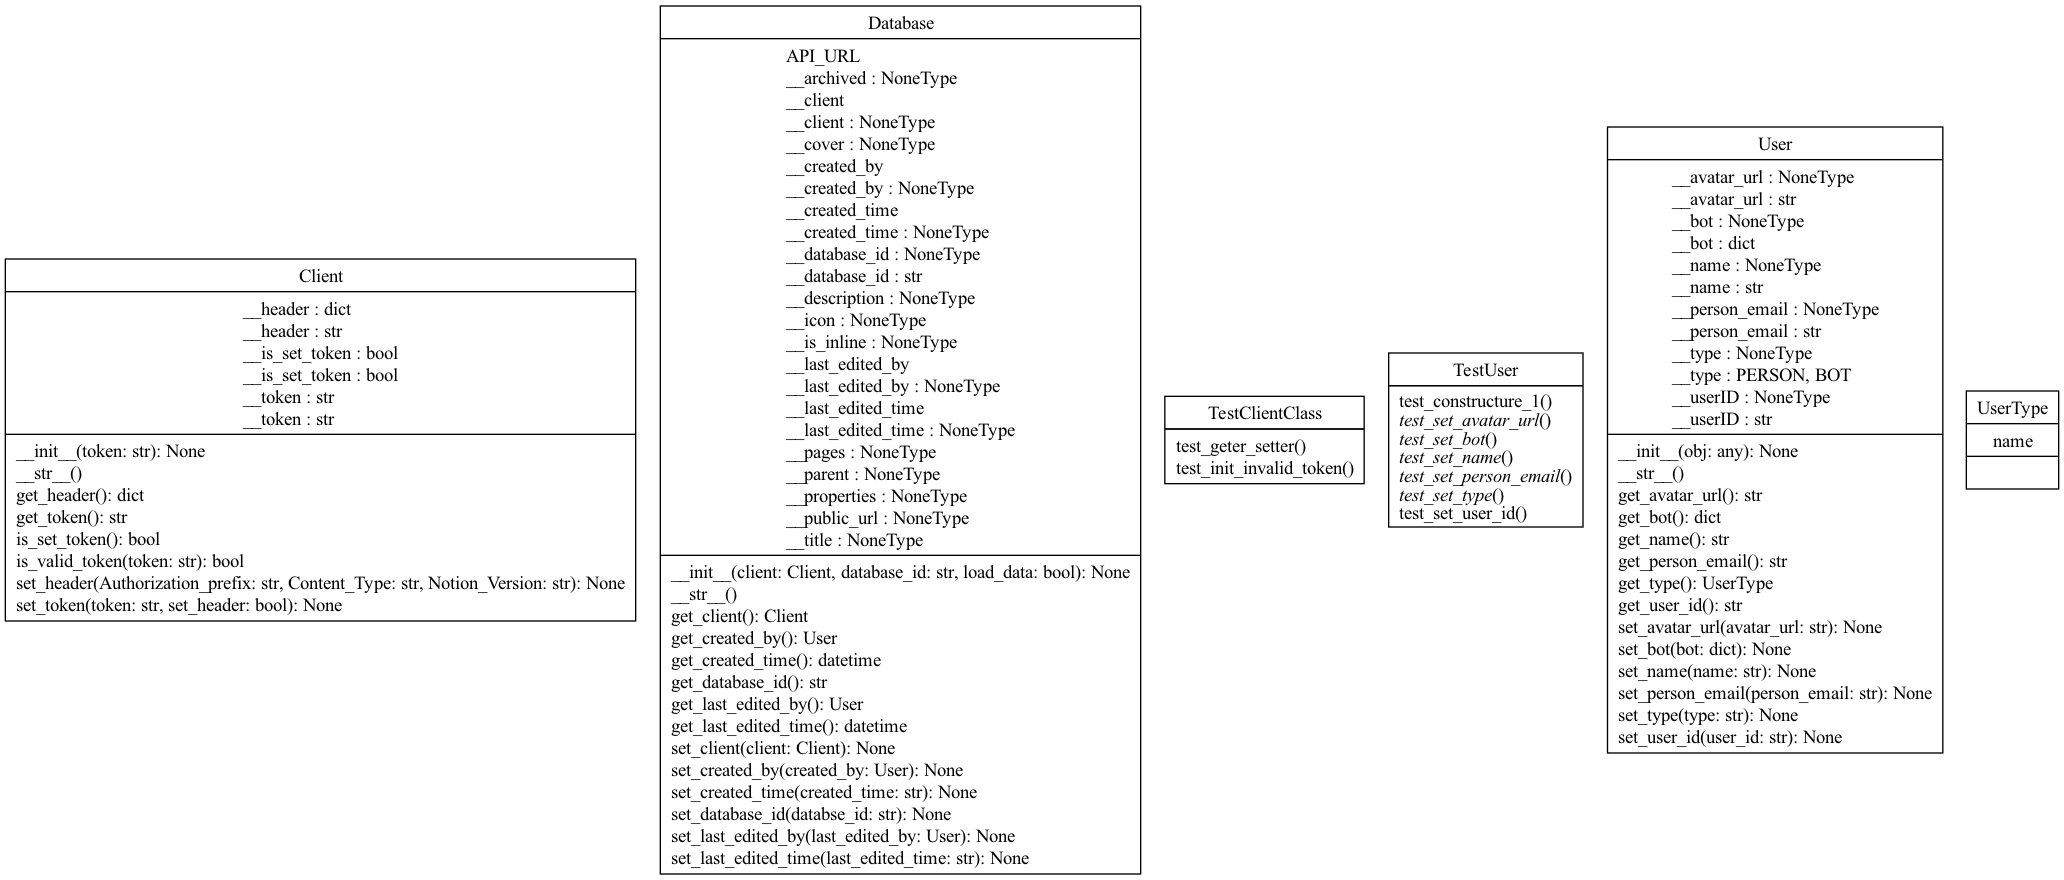 Client
__header : dict
__header : str
__is_set_token : bool
__is_set_token : bool
__token : str
__token : str
__init__(token: str): None
__str__()
get_header(): dict
get_token(): str
is_set_token(): bool
is_valid_token(token: str): bool
set_header(Authorization_prefix: str, Content_Type: str, Notion_Version: str): None
set_token(token: str, set_header: bool): None
Database
API_URL
__archived : NoneType
__client
__client : NoneType
__cover : NoneType
__created_by
__created_by : NoneType
__created_time
__created_time : NoneType
__database_id : NoneType
__database_id : str
__description : NoneType
__icon : NoneType
__is_inline : NoneType
__last_edited_by
__last_edited_by : NoneType
__last_edited_time
__last_edited_time : NoneType
__pages : NoneType
__parent : NoneType
__properties : NoneType
__public_url : NoneType
__title : NoneType
__init__(client: Client, database_id: str, load_data: bool): None
__str__()
get_client(): Client
get_created_by(): User
get_created_time(): datetime
get_database_id(): str
get_last_edited_by(): User
get_last_edited_time(): datetime
set_client(client: Client): None
set_created_by(created_by: User): None
set_created_time(created_time: str): None
set_database_id(databse_id: str): None
set_last_edited_by(last_edited_by: User): None
set_last_edited_time(last_edited_time: str): None
TestClientClass
test_geter_setter()
test_init_invalid_token()
TestUser
test_constructure_1()
test_set_avatar_url()
test_set_bot()
test_set_name()
test_set_person_email()
test_set_type()
test_set_user_id()
User
__avatar_url : NoneType
__avatar_url : str
__bot : NoneType
__bot : dict
__name : NoneType
__name : str
__person_email : NoneType
__person_email : str
__type : NoneType
__type : PERSON, BOT
__userID : NoneType
__userID : str
__init__(obj: any): None
__str__()
get_avatar_url(): str
get_bot(): dict
get_name(): str
get_person_email(): str
get_type(): UserType
get_user_id(): str
set_avatar_url(avatar_url: str): None
set_bot(bot: dict): None
set_name(name: str): None
set_person_email(person_email: str): None
set_type(type: str): None
set_user_id(user_id: str): None
UserType
name